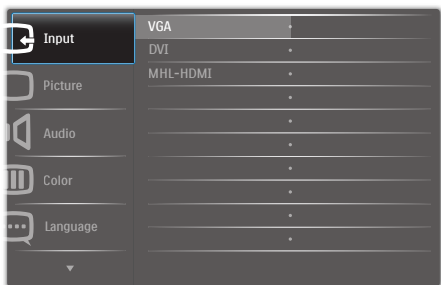 Input
Picture
Audio
Color
Language
VGA
DVI
MHL-HDMI